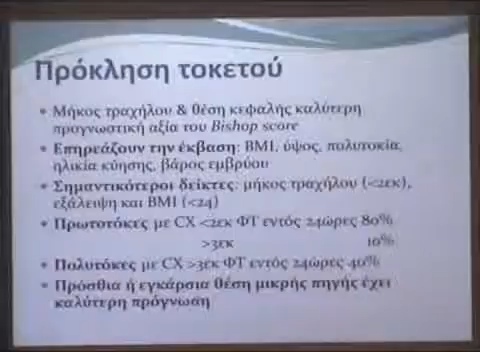 Πρόκληση τοκετού
• Μήκος τραχήλου & θέση κεφαλής καλύτερη
προγνωστική αξία του Bishop score
• Επηρεάζουν την έκβαση: BMI, ύψος, πολυτοκία,
ηλικία κύησης, βάρος εμβρύου
• Σημαντικότεροι δείκτες: μήκος τραχήλου (<2εκ),
εξάλειψη και BMI (<24)
• Πρωτοτόκες με CX <2εκ ΦΤ εντός 24ώρες 80%
>3εκ 10%
• Πολυτόκες με CX >3εκ ΦΤ εντός 24ώρες 40%
• Πρόσθια ή εγκάρσια θέση μικρής πηγής έχει
καλύτερη πρόγνωση